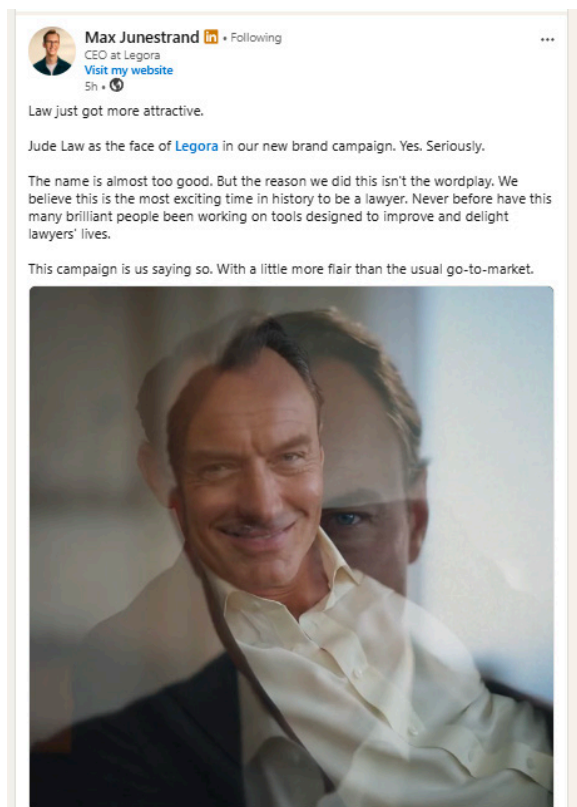 Max Junestrand in • Following
CEO at Legora
Visit my website
5h •
Law just got more attractive.
Jude Law as the face of Legora in our new brand campaign. Yes. Seriously.
The name is almost too good. But the reason we did this isn't the wordplay. We
believe this is the most exciting time in history to be a lawyer. Never before have this
many brilliant people been working on tools designed to improve and delight
lawyers' lives.
This campaign is us saying so. With a little more flair than the usual go-to-market.